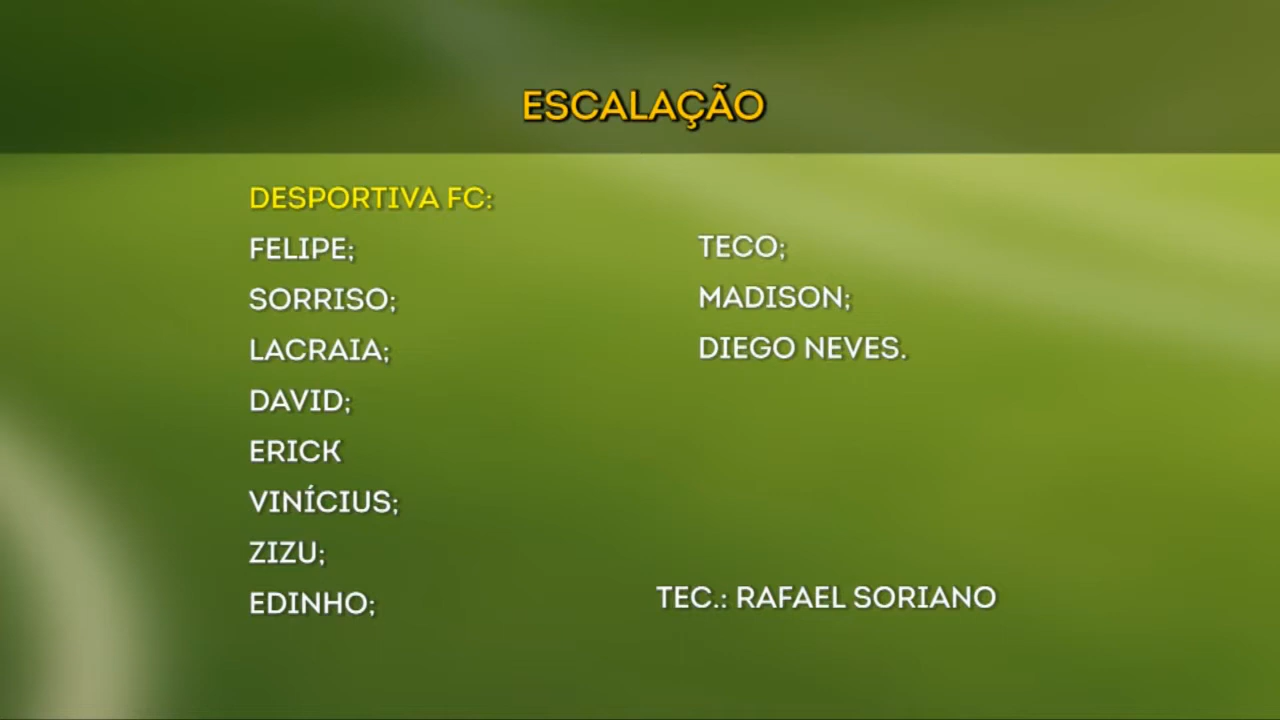 ESCALAÇÃO
DESPORTIVA FC:
FELIPE;
SORRISO;
LACRAIA;
DAVID;
ERICK
VINÍCIUS;
ZIZU;
EDINHO;
TECO;
MADISON;
DIEGO NEVES.
TEC.: RAFAEL SORIANO